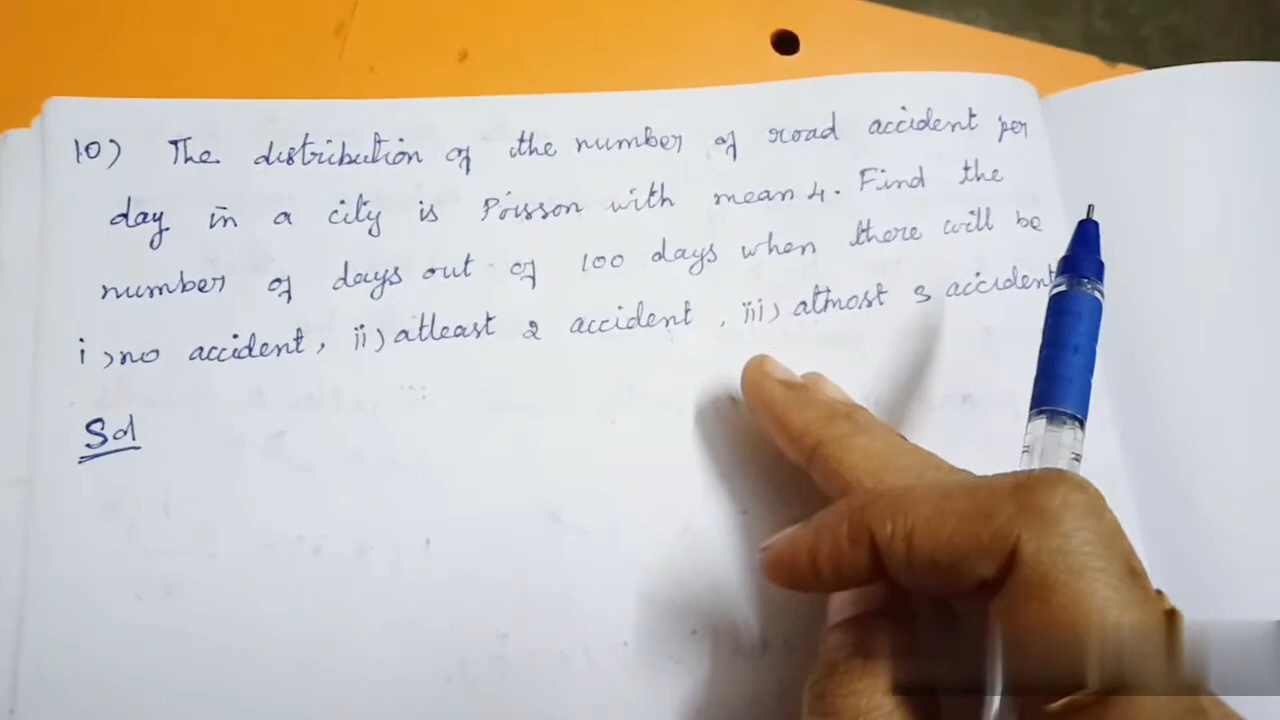 10) The distribution of the number of road accident per
day in a city is Poisson with mean 4. Find the
number of days out of 100 days when there will be
i) no accident, ii) atleast 2 accident, iii) atmost 3 accident
Sol